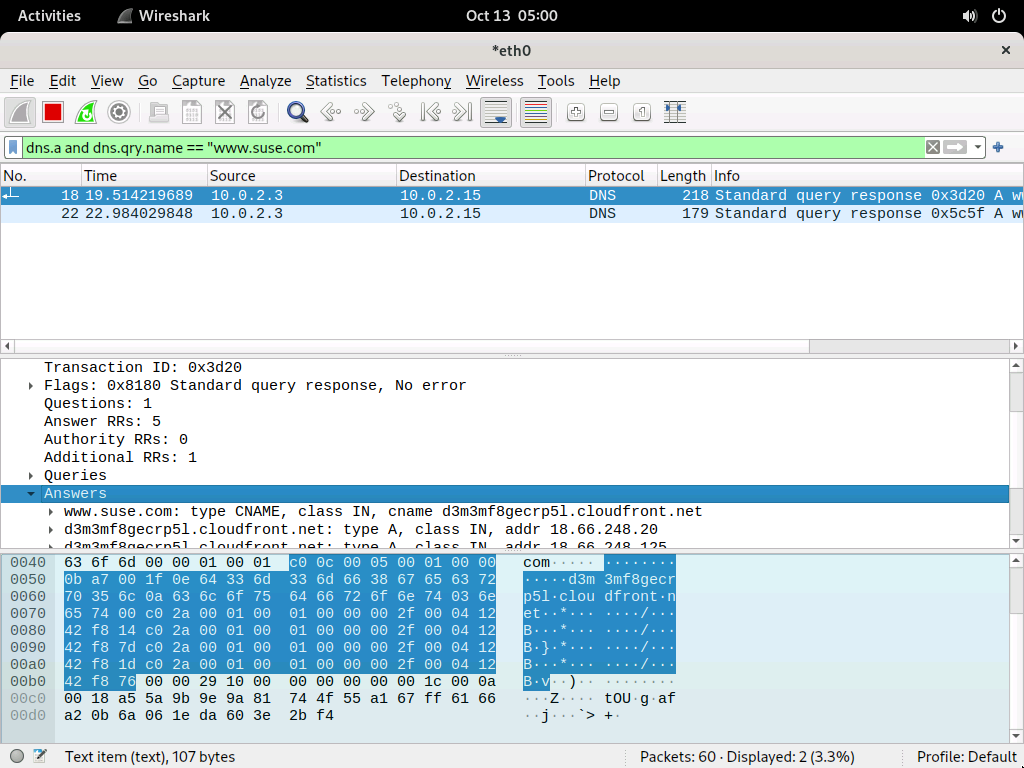 Activities Wireshark Oct 13 05:00
*eth0
File Edit View Go Capture Analyze Statistics Telephony Wireless Tools Help
dns.a and dns.qry.name == "www.suse.com"
No. Time Source Destination Protocol Length Info
18 19.514219689 10.0.2.3 10.0.2.15 DNS 218 Standard query response 0x3d20 A
22 22.984029848 10.0.2.3 10.0.2.15 DNS 179 Standard query response 0x5c5f A
Transaction ID: 0x3d20
Flags: 0x8180 Standard query response, No error
Questions: 1
Answer RRs: 5
Authority RRs: 0
Additional RRs: 1
Queries
Answers
www.suse.com: type CNAME, class IN, cname d3m3mf8gecrp5l.cloudfront.net
d3m3mf8gecrp5l.cloudfront.net: type A, class IN, addr 18.66.248.20
d3m3mf8gecrp5l.cloudfront.net: type A, class IN, addr 18.66.248.125
0040 63 6f 6d 00 00 01 00 01 c0 0c 00 05 00 01 00 00 com····· ········
0050 0b a7 00 1f 0e 64 33 6d 33 6d 66 38 67 65 63 72 ·····d3m 3mf8gecr
0060 70 35 6c 0a 63 6c 6f 75 64 66 72 6f 6e 74 03 6e p5l·clou dfront·n
0070 65 74 00 c0 2a 00 01 00 01 00 00 00 2f 00 04 12 et··*··· ····/···
0080 42 f8 14 c0 2a 00 01 00 01 00 00 00 2f 00 04 12 B···*··· ····/···
0090 42 f8 7d c0 2a 00 01 00 01 00 00 00 2f 00 04 12 B·}·*··· ····/···
00a0 42 f8 1d c0 2a 00 01 00 01 00 00 00 2f 00 04 12 B···*··· ····/···
00b0 42 f8 76 00 00 29 10 00 00 00 00 00 00 1c 00 0a B·v··)·· ········
00c0 00 18 a5 5a 9b 9e 9a 81 74 4f 55 a1 67 ff 61 66 ···Z···· tOU·g·af
00d0 a2 0b 6a 06 1e da 60 3e 2b f4 ··j···`> +·
Text item (text), 107 bytes Packets: 60 · Displayed: 2 (3.3%) Profile: Default